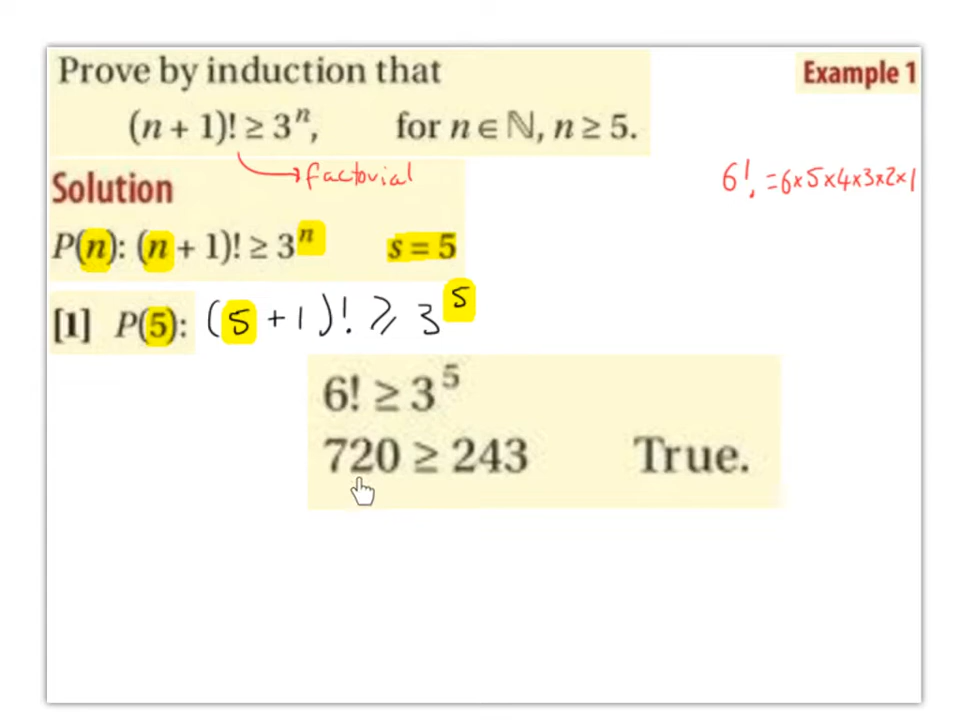 Prove by induction that
Example 1
(n + 1)! ≥ 3ⁿ, for n ∈ ℕ, n ≥ 5.
factorial
6! = 6×5×4×3×2×1
Solution
P(n): (n + 1)! ≥ 3ⁿ s = 5
[1] P(5): (5 + 1)! ≥ 3⁵
6! ≥ 3⁵
720 ≥ 243 True.